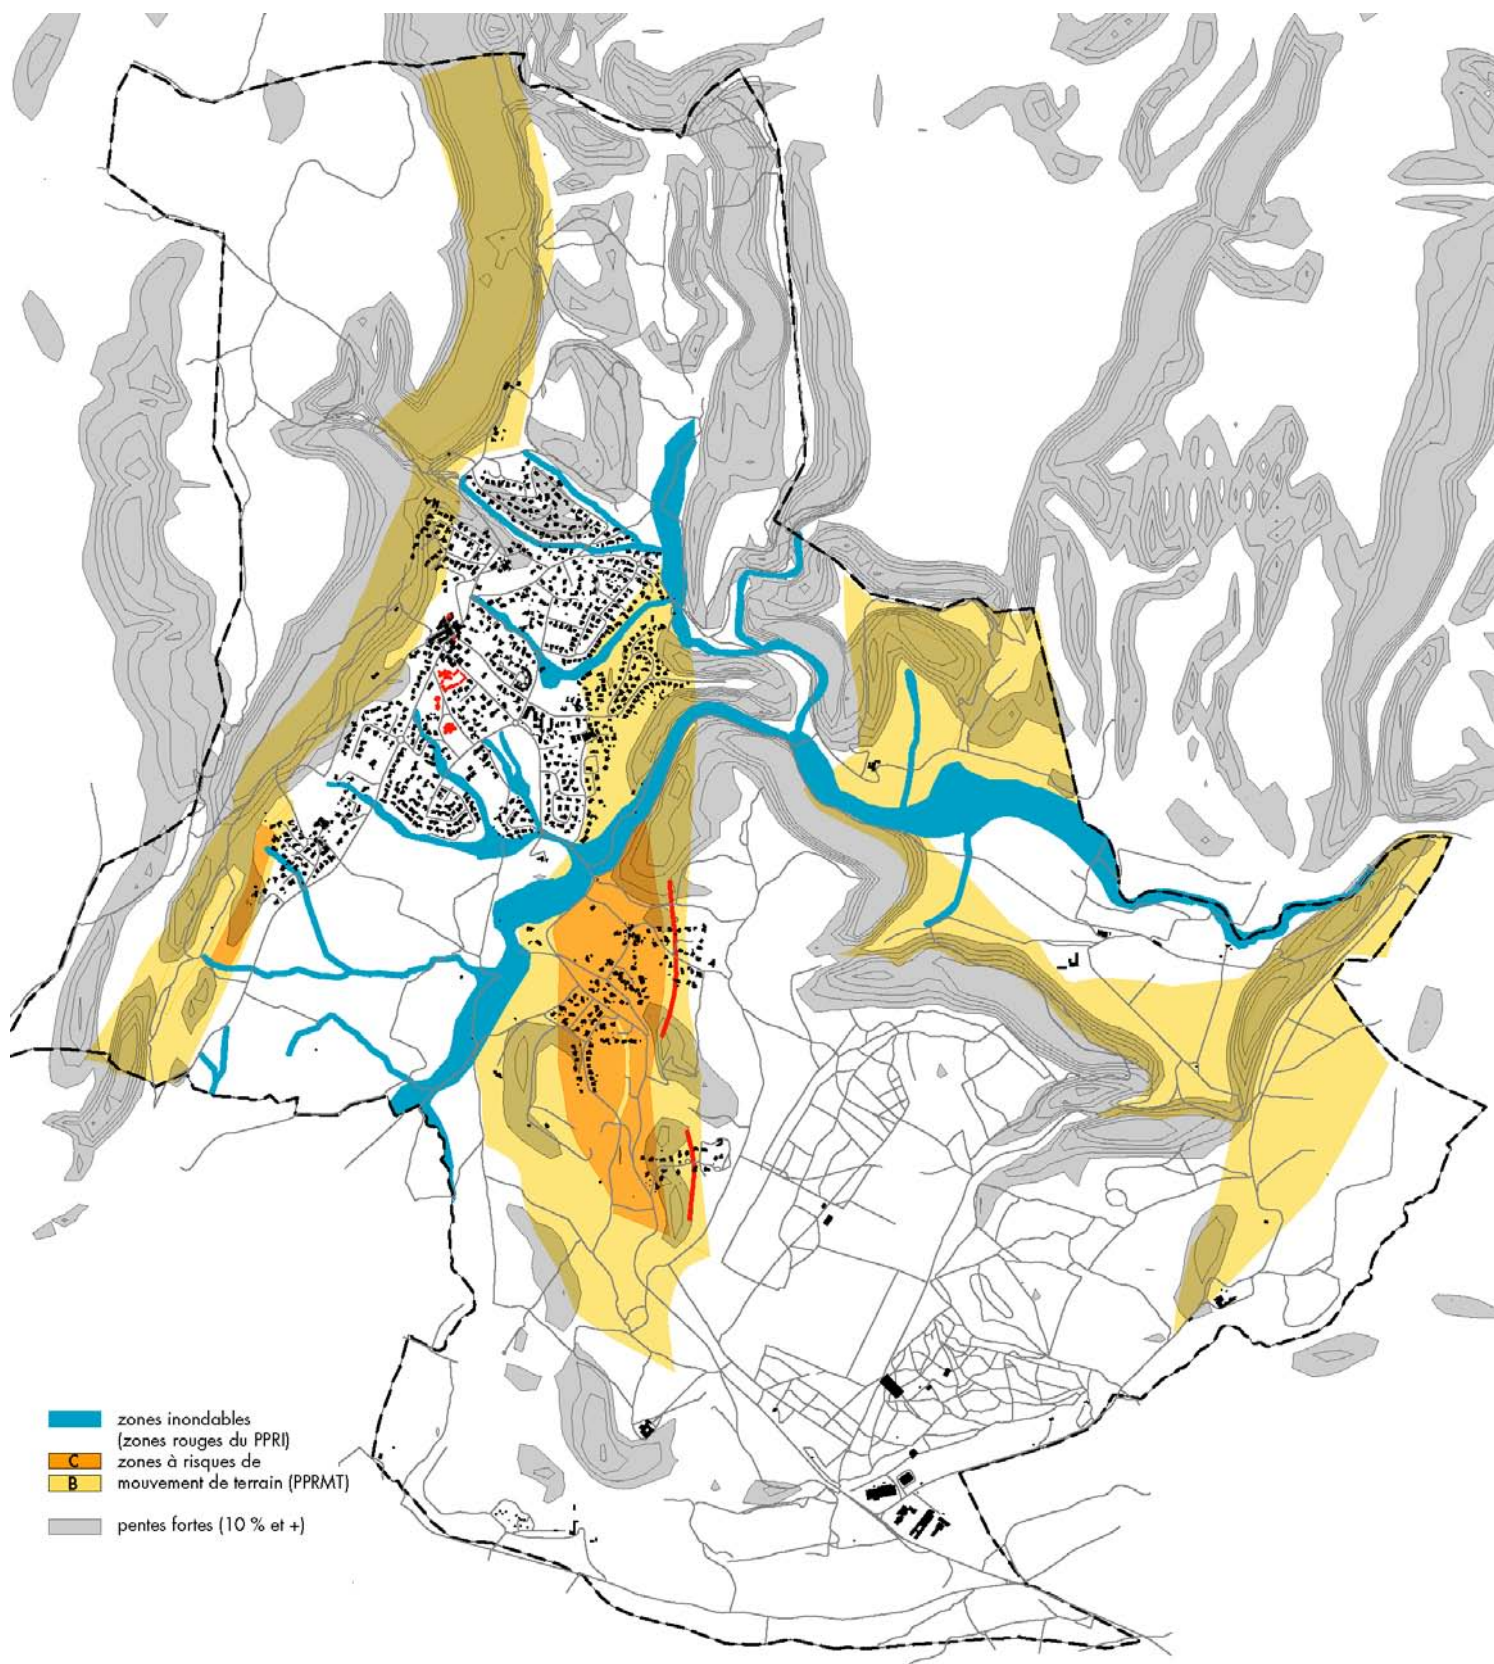 zones inondables
(zones rouges du PPRI)
C zones à risques de
B mouvement de terrain (PPRMT)
pentes fortes (10 % et +)